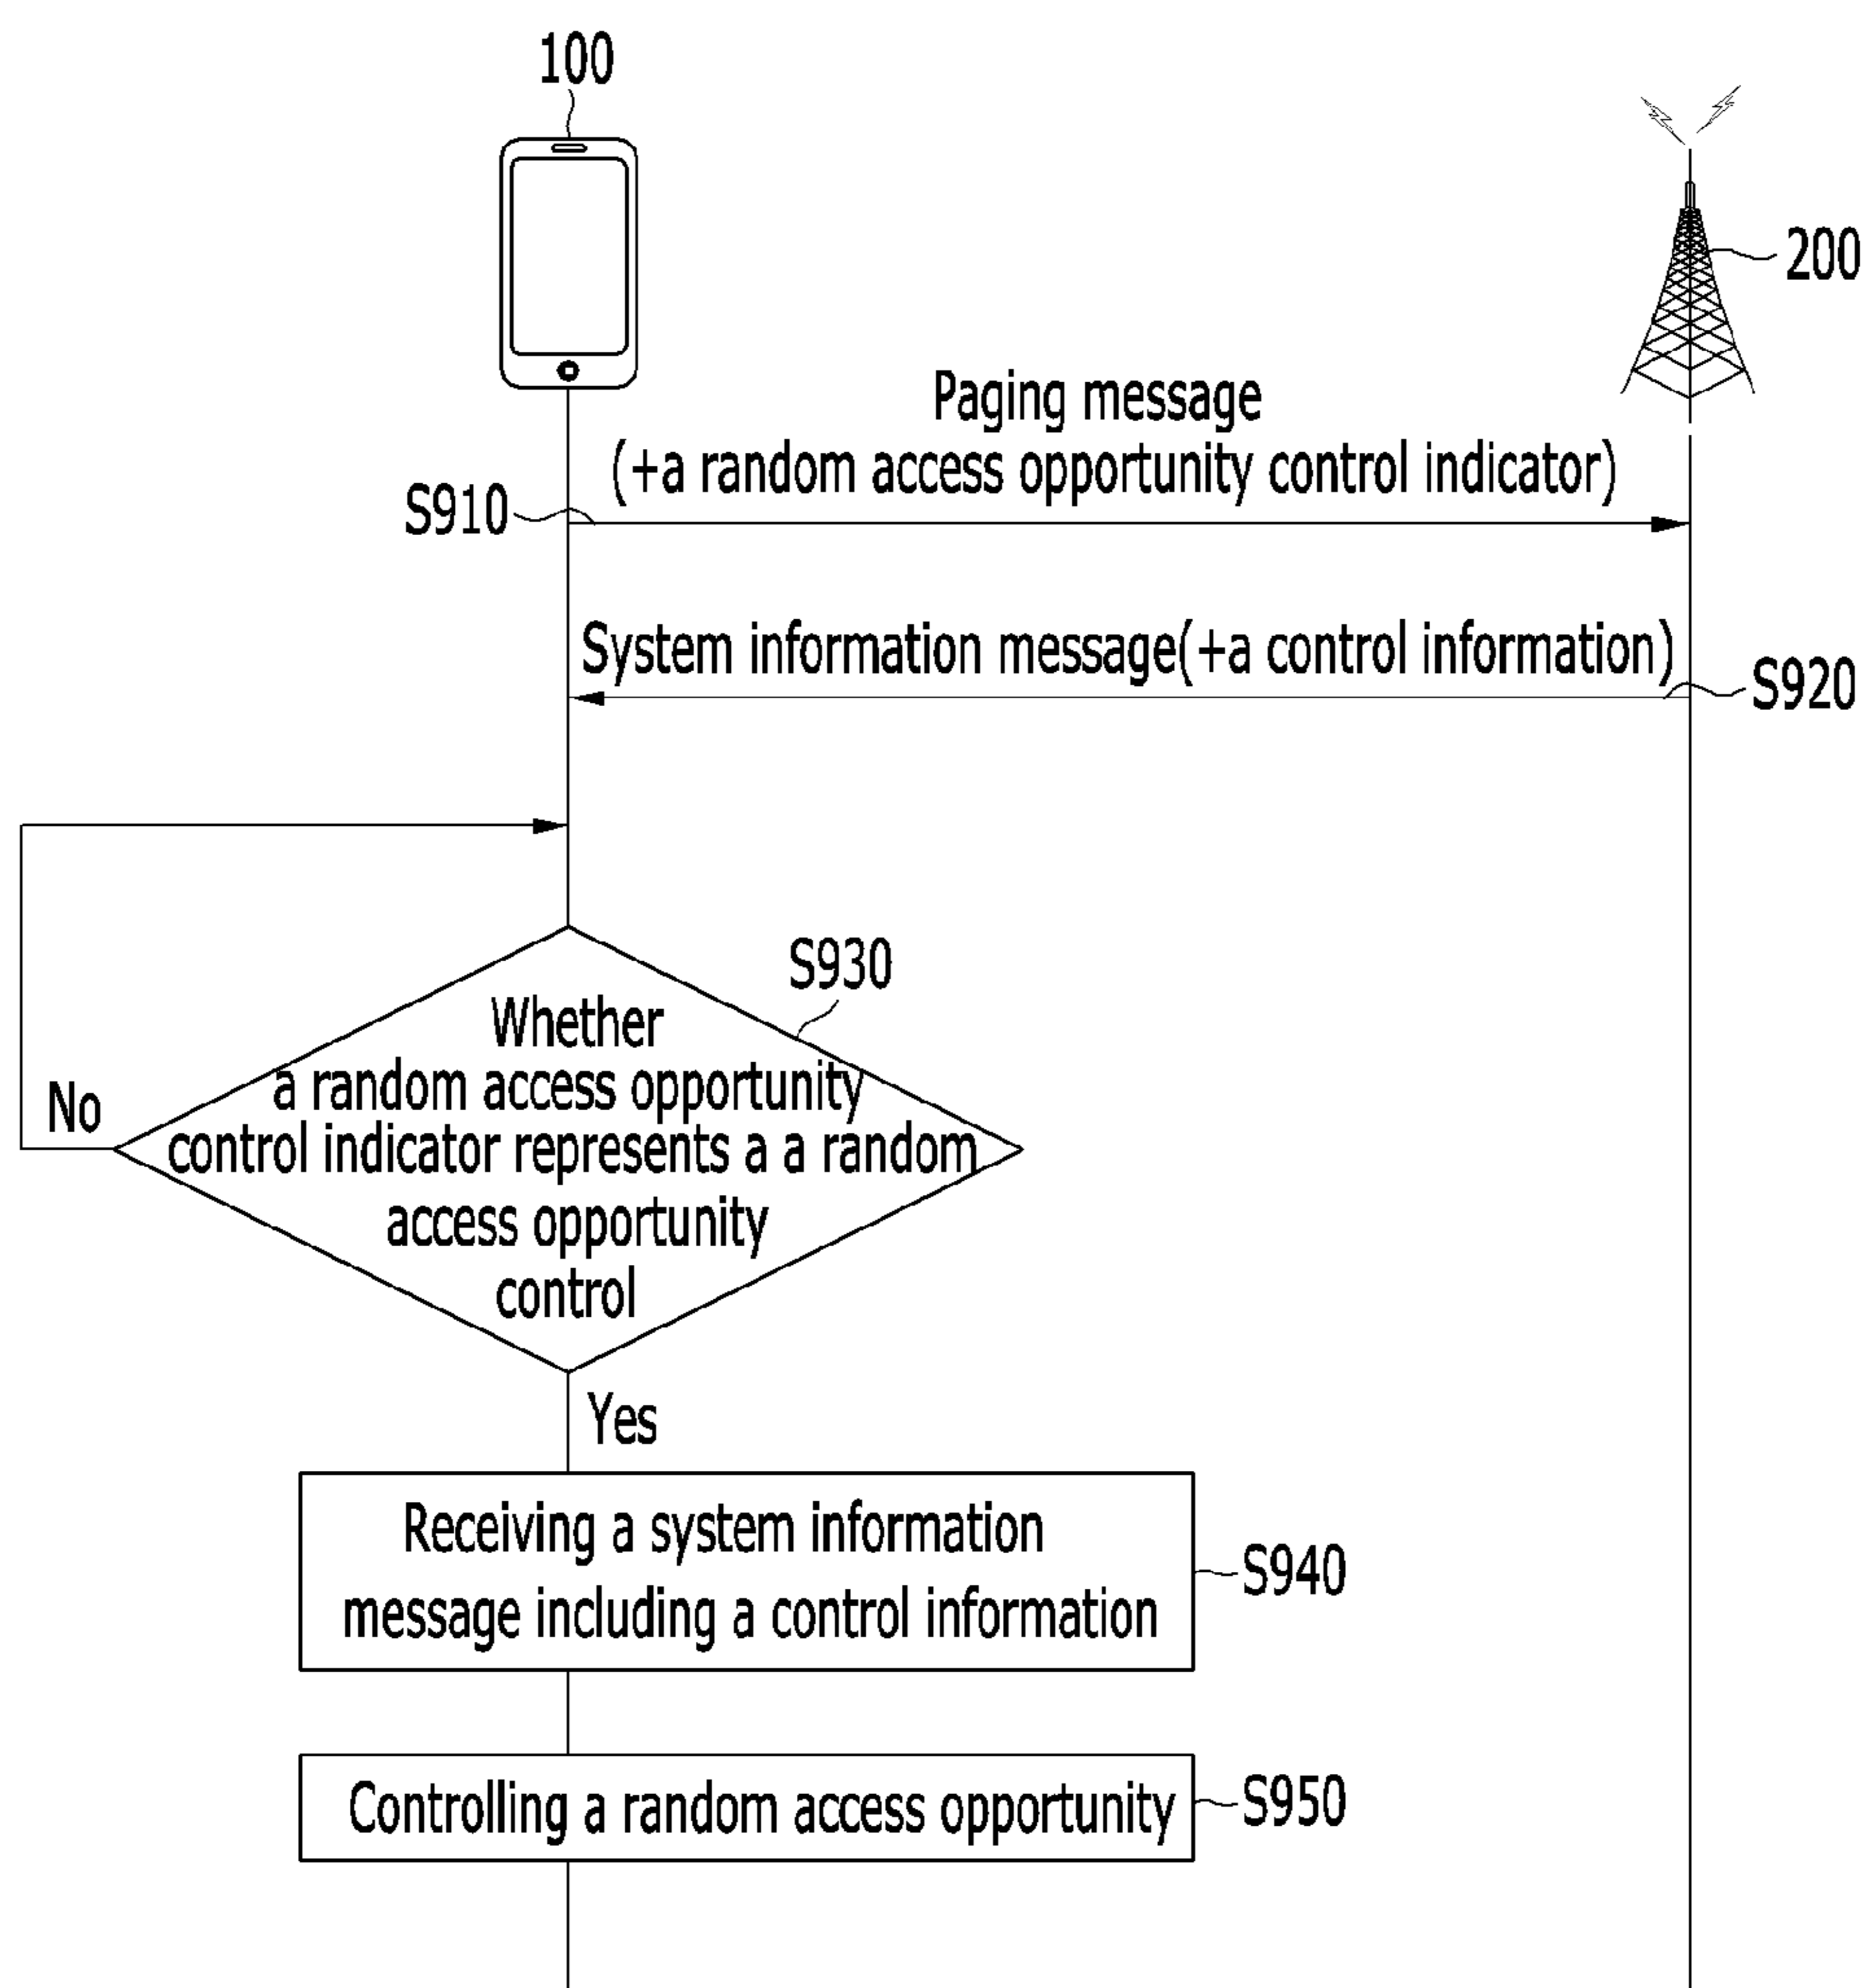 100
200
Paging message
(+a random access opportunity control indicator)
S910
System information message(+a control information)
S920
S930
Whether
a random access opportunity
control indicator represents a a random
access opportunity
control
No
Yes
Receiving a system information
message including a control information
S940
Controlling a random access opportunity
S950